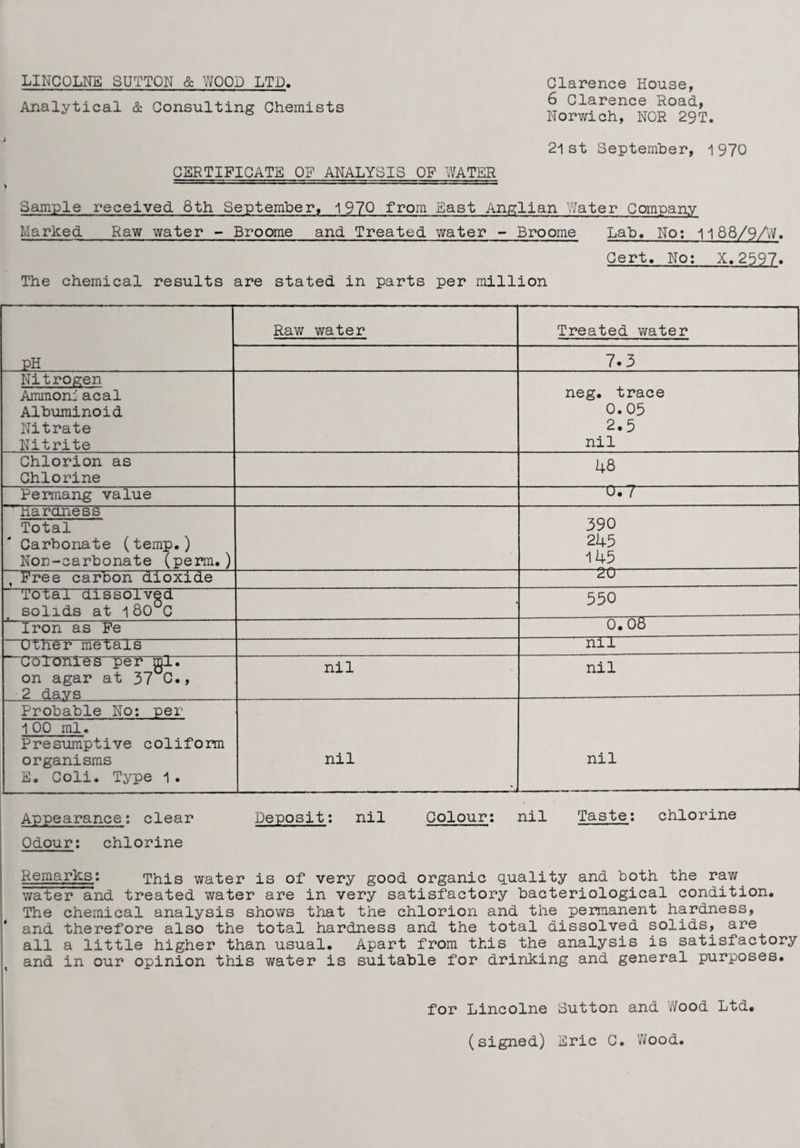 LINCOLNE SUTTON & WOOD LTD.
Analytical & Consulting Chemists
Clarence House,
6 Clarence Road,
Norwich, NOR 29T.
21st September, 1970
CERTIFICATE OF ANALYSIS OF WATER
Sample received 8th September, 1970 from East Anglian Water Company
Marked Raw water - Broome and Treated water - Broome Lab. No: 1188/9/W.
Cert. No: X.2597.
The chemical results are stated in parts per million
Raw water Treated water
pH 7.3
Nitrogen
Ammoniacal neg. trace
Albuminoid 0.05
Nitrate 2.5
Nitrite nil
Chlorion as
Chlorine 48
Permang value 0.7
Hardness
Total 390
Carbonate (temp.) 245
Non-carbonate (perm.) 145
Free carbon dioxide 20
Total dissolved
solids at 180°C 550
Iron as Fe 0.08
Other metals nil
Colonies per ml.
on agar at 37°C., nil nil
2 days
Probable No: per
100 ml.
Presumptive coliform
organisms nil nil
E. Coli. Type 1.
Appearance: clear Deposit: nil Colour: nil Taste: chlorine
Odour: chlorine
Remarks: This water is of very good organic quality and both the raw
water and treated water are in very satisfactory bacteriological condition.
The chemical analysis shows that the chlorion and the permanent hardness,
and therefore also the total hardness and the total dissolved solids, are
all a little higher than usual. Apart from this the analysis is satisfactory
and in our opinion this water is suitable for drinking and general purposes.
for Lincolne Sutton and Wood Ltd.
(signed) Eric C. Wood.